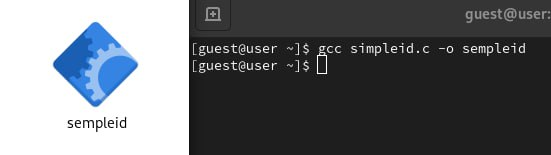 guest@user:
[guest@user ~]$ gcc simpleid.c -o sempleid
[guest@user ~]$
sempleid